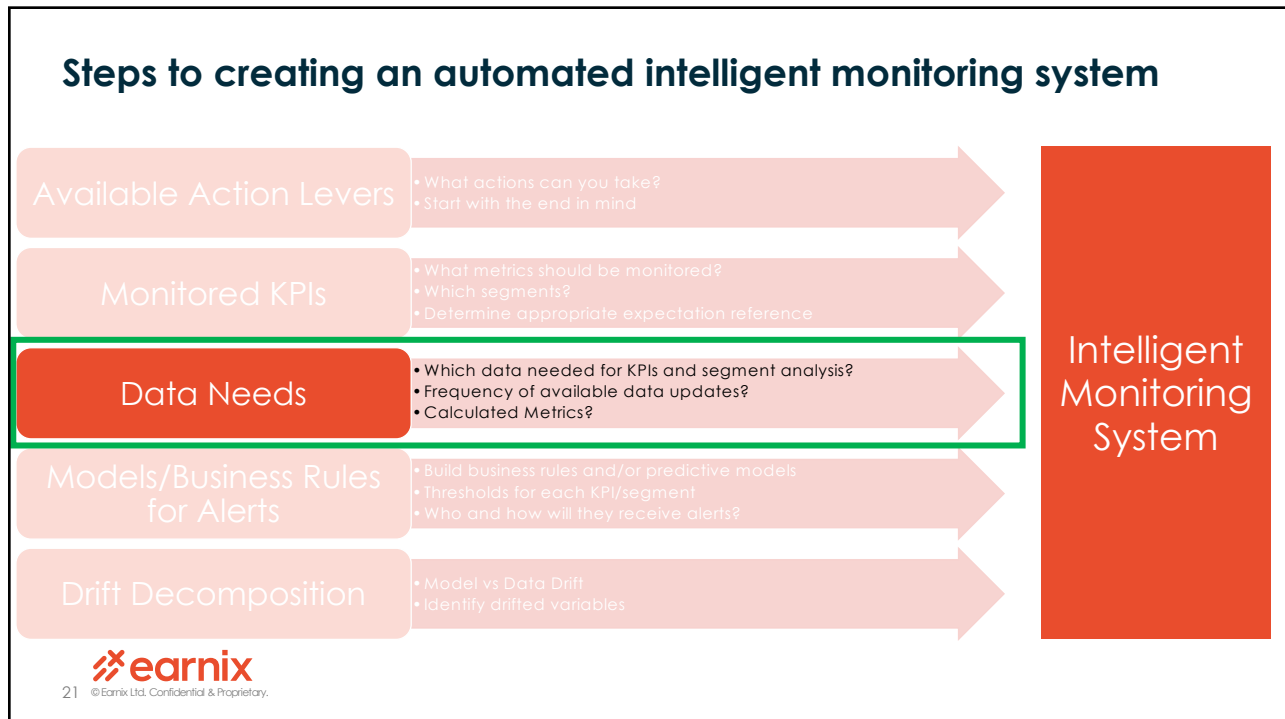 Steps to creating an automated intelligent monitoring system
Available Action Levers
• What actions can you take?
• Start with the end in mind
Monitored KPIs
• What metrics should be monitored?
• Which segments?
• Determine appropriate expectation reference
Data Needs
• Which data needed for KPIs and segment analysis?
• Frequency of available data updates?
• Calculated Metrics?
Models/Business Rules
for Alerts
• Build business rules and/or predictive models
• Thresholds for each KPI/segment
• Who and how will they receive alerts?
Drift Decomposition
• Model vs Data Drift
• Identify drifted variables
Intelligent
Monitoring
System
earnix
21 © Earnix Ltd. Confidential & Proprietary.